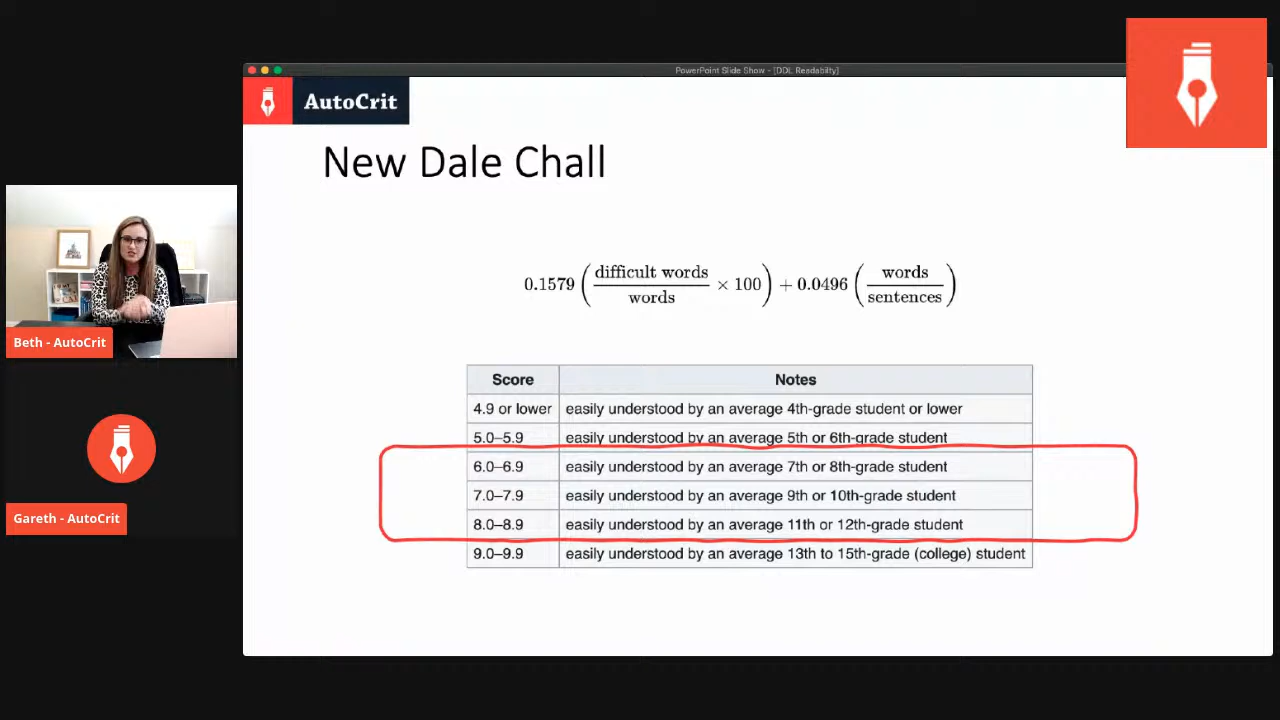 PowerPoint Slide Show - [DDL Readabilty]
AutoCrit
New Dale Chall
0.1579 (difficult words / words × 100) + 0.0496 (words / sentences)
Score Notes
4.9 or lower easily understood by an average 4th-grade student or lower
5.0–5.9 easily understood by an average 5th or 6th-grade student
6.0–6.9 easily understood by an average 7th or 8th-grade student
7.0–7.9 easily understood by an average 9th or 10th-grade student
8.0–8.9 easily understood by an average 11th or 12th-grade student
9.0–9.9 easily understood by an average 13th to 15th-grade (college) student
Beth - AutoCrit
Gareth - AutoCrit